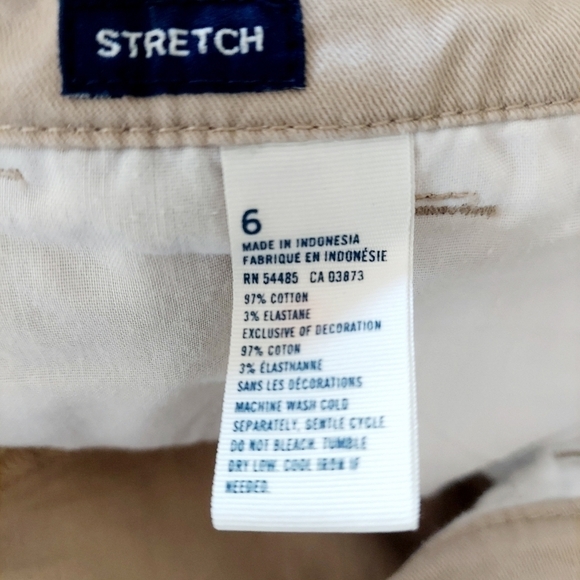 STRETCH
6
MADE IN INDONESIA
FABRIQUÉ EN INDONÉSIE
RN 54485 CA 03873
97% COTTON
3% ELASTANE
EXCLUSIVE OF DECORATION
97% COTON
3% ÉLASTHANNE
SANS LES DÉCORATIONS
MACHINE WASH COLD
SEPARATELY, GENTLE CYCLE
DO NOT BLEACH. TUMBLE
DRY LOW. COOL IRON IF
NEEDED.